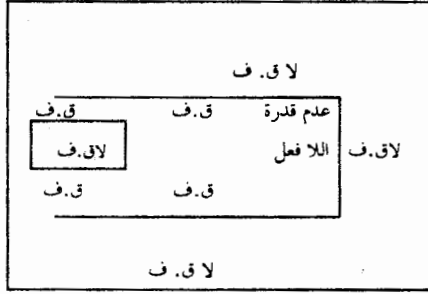 لا ق. ف
عدم قدرة ق.ف ق.ف
لاق.ف اللا فعل لاق.ف
ق.ف ق.ف
لا ق. ف